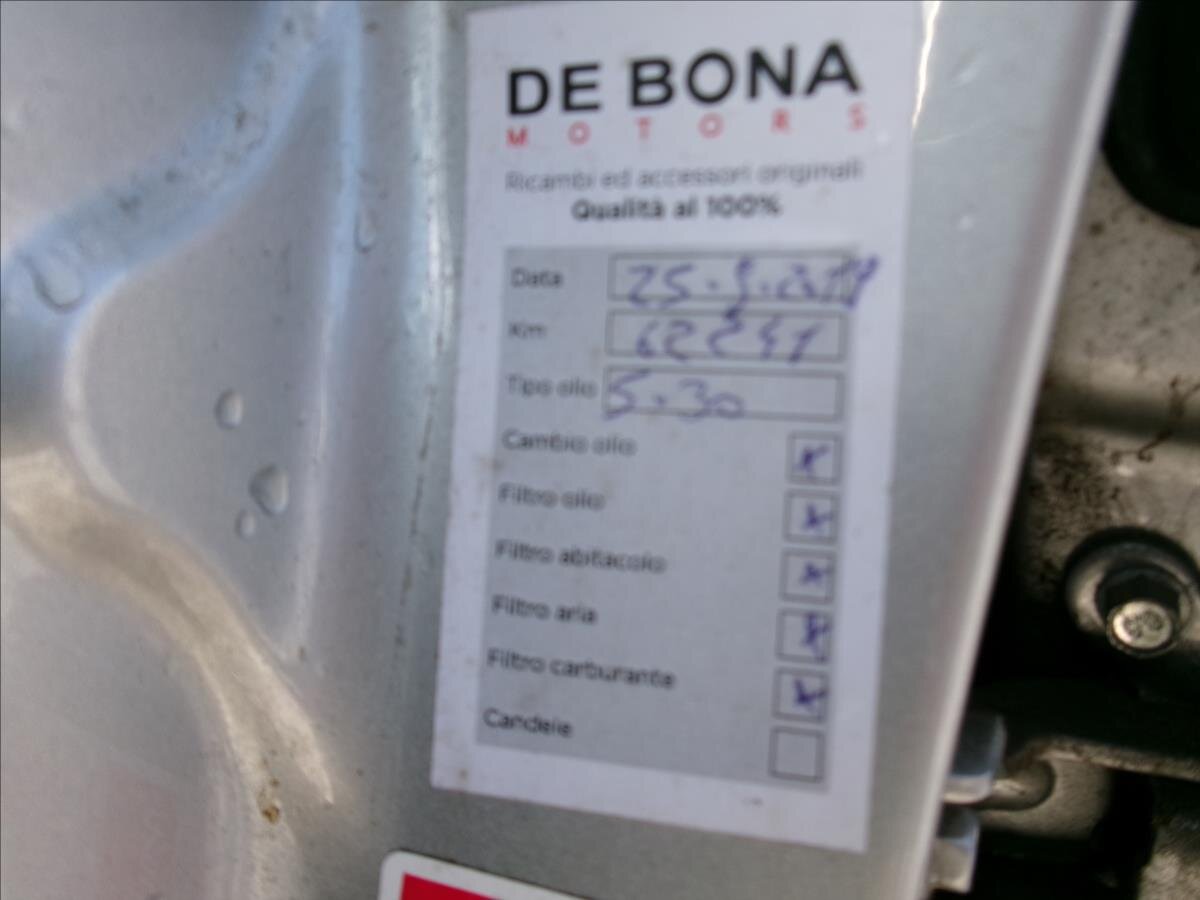 DE BONA
MOTORS
Ricambi ed accessori originali
Qualità al 100%
Data
Km
Tipo olio 5.30
Cambio olio x
Filtro olio x
Filtro abitacolo x
Filtro aria x
Filtro carburante x
Candele